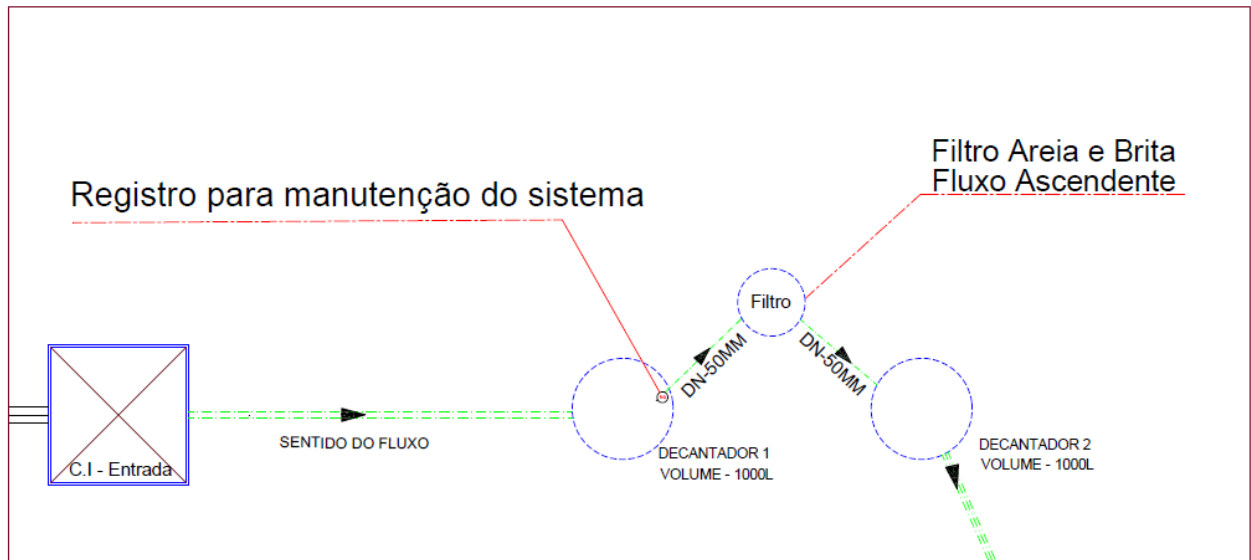 Filtro Areia e Brita
Fluxo Ascendente
Registro para manutenção do sistema
Filtro
DN-50MM
DN-50MM
SENTIDO DO FLUXO
C.I - Entrada
DECANTADOR 1
VOLUME - 1000L
DECANTADOR 2
VOLUME - 1000L